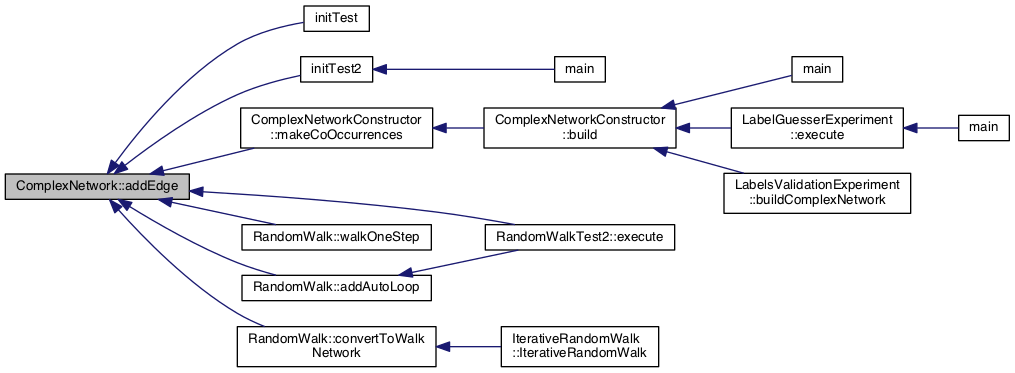 initTest
initTest2
main
main
ComplexNetworkConstructor
::makeCoOccurrences
ComplexNetworkConstructor
::build
LabelGuesserExperiment
::execute
main
ComplexNetwork::addEdge
LabelsValidationExperiment
::buildComplexNetwork
RandomWalk::walkOneStep
RandomWalkTest2::execute
RandomWalk::addAutoLoop
RandomWalk::convertToWalk
Network
IterativeRandomWalk
::IterativeRandomWalk